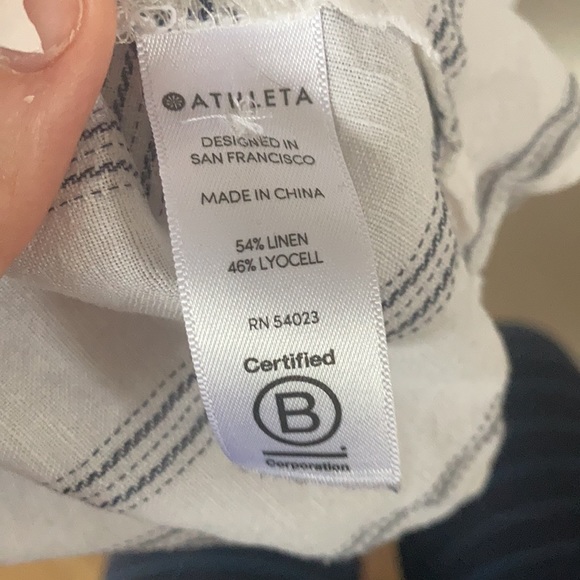 ATHLETA
DESIGNED IN
SAN FRANCISCO
MADE IN CHINA
54% LINEN
46% LYOCELL
RN 54023
Certified
B
Corporation